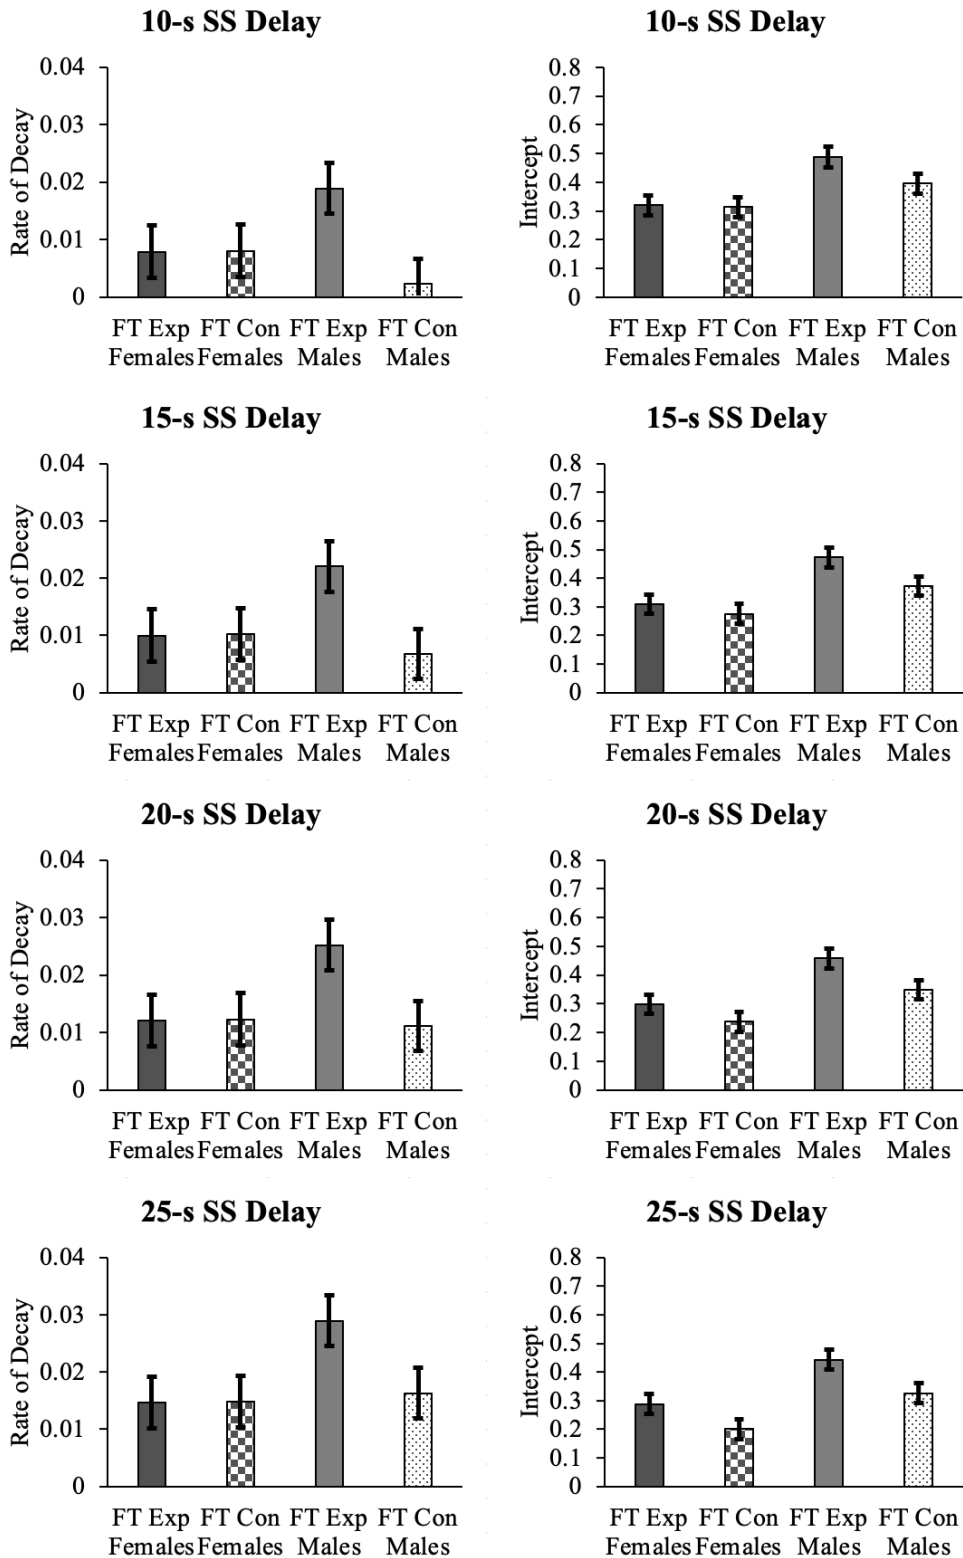 10-s SS Delay
Rate of Decay
0.04
0.03
0.02
0.01
0
FT Exp FT Con FT Exp FT Con
Females Females Males Males
10-s SS Delay
Intercept
0.8
0.7
0.6
0.5
0.4
0.3
0.2
0.1
0
FT Exp FT Con FT Exp FT Con
Females Females Males Males
15-s SS Delay
Rate of Decay
0.04
0.03
0.02
0.01
0
FT Exp FT Con FT Exp FT Con
Females Females Males Males
15-s SS Delay
Intercept
0.8
0.7
0.6
0.5
0.4
0.3
0.2
0.1
0
FT Exp FT Con FT Exp FT Con
Females Females Males Males
20-s SS Delay
Rate of Decay
0.04
0.03
0.02
0.01
0
FT Exp FT Con FT Exp FT Con
Females Females Males Males
20-s SS Delay
Intercept
0.8
0.7
0.6
0.5
0.4
0.3
0.2
0.1
0
FT Exp FT Con FT Exp FT Con
Females Females Males Males
25-s SS Delay
Rate of Decay
0.04
0.03
0.02
0.01
0
FT Exp FT Con FT Exp FT Con
Females Females Males Males
25-s SS Delay
Intercept
0.8
0.7
0.6
0.5
0.4
0.3
0.2
0.1
0
FT Exp FT Con FT Exp FT Con
Females Females Males Males